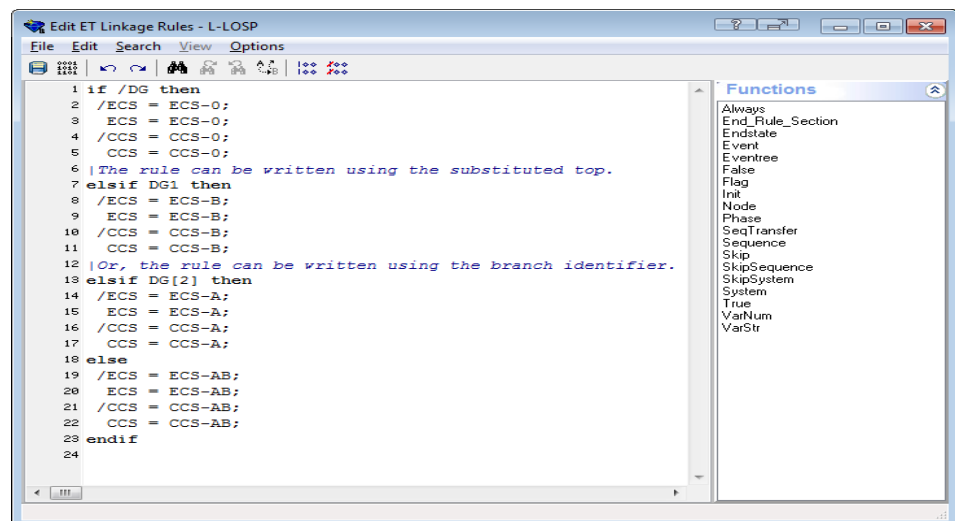 Edit ET Linkage Rules - L-LOSP
File Edit Search View Options
1 if /DG then
2 /ECS = ECS-0;
3 ECS = ECS-0;
4 /CCS = CCS-0;
5 CCS = CCS-0;
6 |The rule can be written using the substituted top.
7 elsif DG1 then
8 /ECS = ECS-B;
9 ECS = ECS-B;
10 /CCS = CCS-B;
11 CCS = CCS-B;
12 |Or, the rule can be written using the branch identifier.
13 elsif DG[2] then
14 /ECS = ECS-A;
15 ECS = ECS-A;
16 /CCS = CCS-A;
17 CCS = CCS-A;
18 else
19 /ECS = ECS-AB;
20 ECS = ECS-AB;
21 /CCS = CCS-AB;
22 CCS = CCS-AB;
23 endif
24
Functions
Always
End_Rule_Section
Endstate
Event
Eventree
False
Flag
Init
Node
Phase
SeqTransfer
Sequence
Skip
SkipSequence
SkipSystem
System
True
VarNum
VarStr